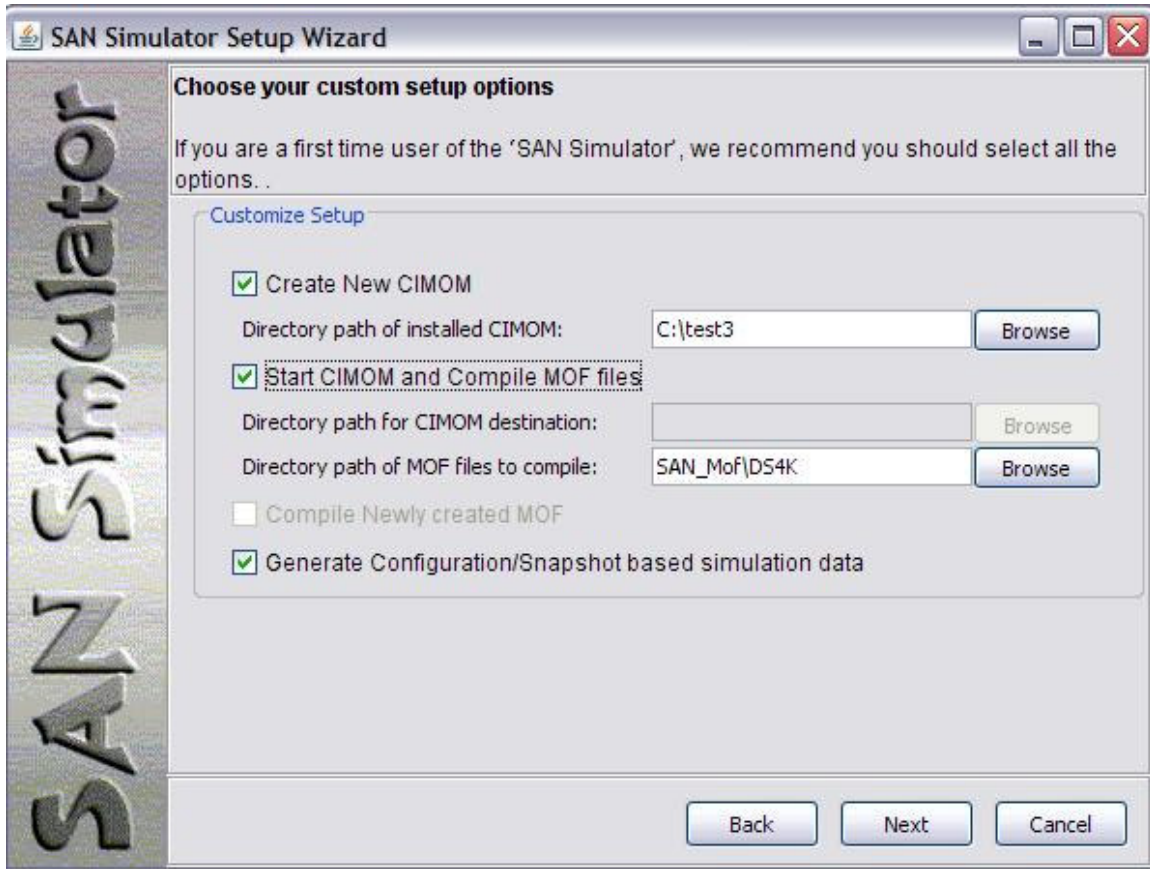 SAN Simulator Setup Wizard
SAN Simulator
Choose your custom setup options
If you are a first time user of the ‘SAN Simulator’, we recommend you should select all the
options. .
Customize Setup
Create New CIMOM
Directory path of installed CIMOM: C:\test3 Browse
Start CIMOM and Compile MOF files
Directory path for CIMOM destination: Browse
Directory path of MOF files to compile: SAN_Mof\DS4K Browse
Compile Newly created MOF
Generate Configuration/Snapshot based simulation data
Back Next Cancel